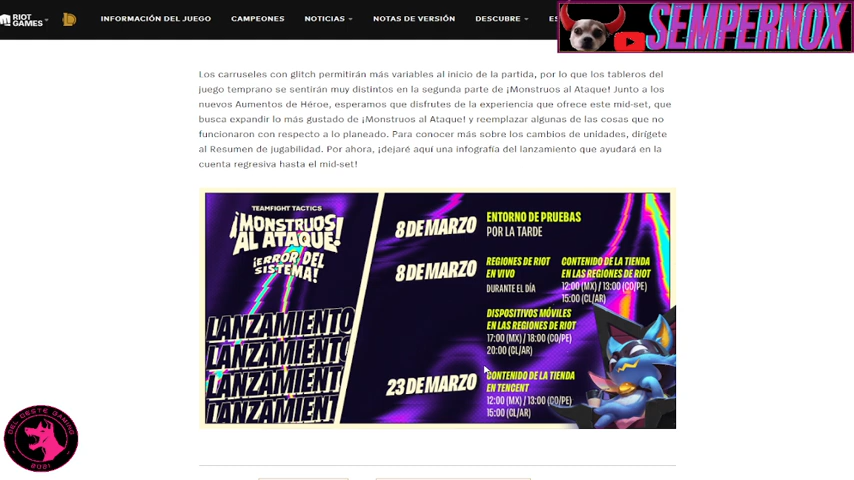 RIOT
GAMES
INFORMACIÓN DEL JUEGO
CAMPEONES
NOTICIAS
NOTAS DE VERSIÓN
DESCUBRE
SEMPERNOX
Los carruseles con glitch permitirán más variables al inicio de la partida, por lo que los tableros del
juego temprano se sentirán muy distintos en la segunda parte de ¡Monstruos al Ataque! Junto a los
nuevos Aumentos de Héroe, esperamos que disfrutes de la experiencia que ofrece este mid-set, que
busca expandir lo más gustado de ¡Monstruos al Ataque! y reemplazar algunas de las cosas que no
funcionaron con respecto a lo planeado. Para conocer más sobre los cambios de unidades, dirígete
al Resumen de jugabilidad. Por ahora, ¡dejaré aquí una infografía del lanzamiento que ayudará en la
cuenta regresiva hasta el mid-set!
TEAMFIGHT TACTICS
¡MONSTRUOS
AL ATAQUE!
¡ERROR DEL
SISTEMA!
LANZAMIENTO
LANZAMIENTO
LANZAMIENTO
LANZAMIENTO
8 DE MARZO
ENTORNO DE PRUEBAS
POR LA TARDE
8 DE MARZO
REGIONES DE RIOT
EN VIVO
DURANTE EL DÍA
CONTENIDO DE LA TIENDA
EN LAS REGIONES DE RIOT
12:00 (MX) / 13:00 (CO/PE)
15:00 (CL/AR)
DISPOSITIVOS MÓVILES
EN LAS REGIONES DE RIOT
17:00 (MX) / 18:00 (CO/PE)
20:00 (CL/AR)
23 DE MARZO
CONTENIDO DE LA TIENDA
EN TENCENT
12:00 (MX) / 13:00 (CO/PE)
15:00 (CL/AR)
DEL OESTE GAMING
BUBI